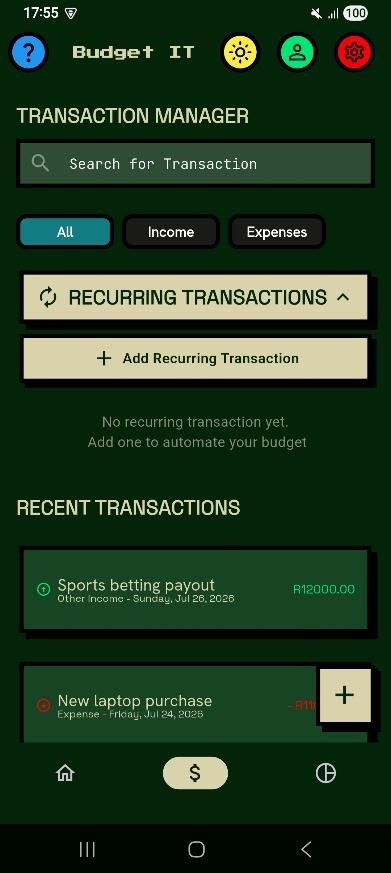 17:55
100
?
Budget IT
TRANSACTION MANAGER
Search for Transaction
All
Income
Expenses
RECURRING TRANSACTIONS
+ Add Recurring Transaction
No recurring transaction yet.
Add one to automate your budget
RECENT TRANSACTIONS
Sports betting payout
R12000.00
Other Income - Sunday, Jul 26, 2026
New laptop purchase
Expense - Friday, Jul 24, 2026
+
$